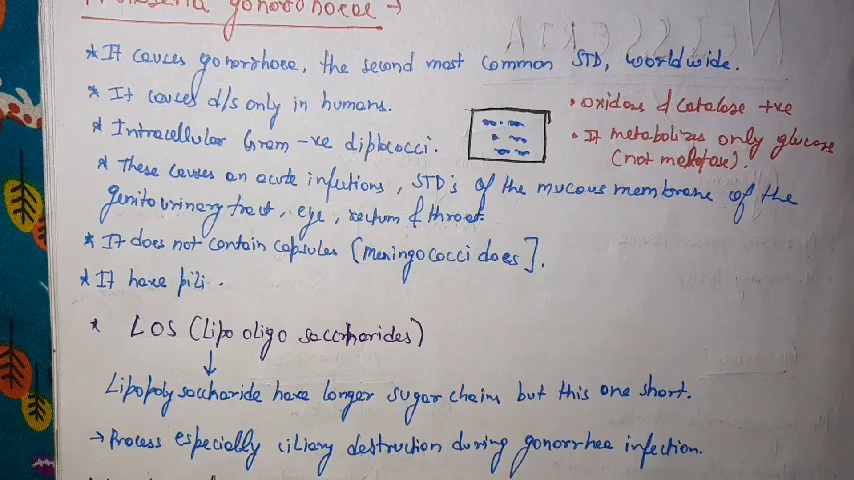 Neisseria gonorrhoeae →
* It causes gonorrhoea, the second most common STD, worldwide.
* It causes d/s only in humans.
• oxidase & catalase +ve
* Intracellular Gram -ve diplococci.
• It metabolizes only glucose
(not maltose).
* These causes an acute infections, STD's of the mucous membrane of the
genitourinary tract, eye, rectum & throat.
* It does not contain capsules [meningococci does].
* It have pili.
* LOS (Lipo oligo saccharides)
↓
Lipopolysaccharide have longer sugar chain but this one short.
→ Process especially ciliary destruction during gonorrhea infection.